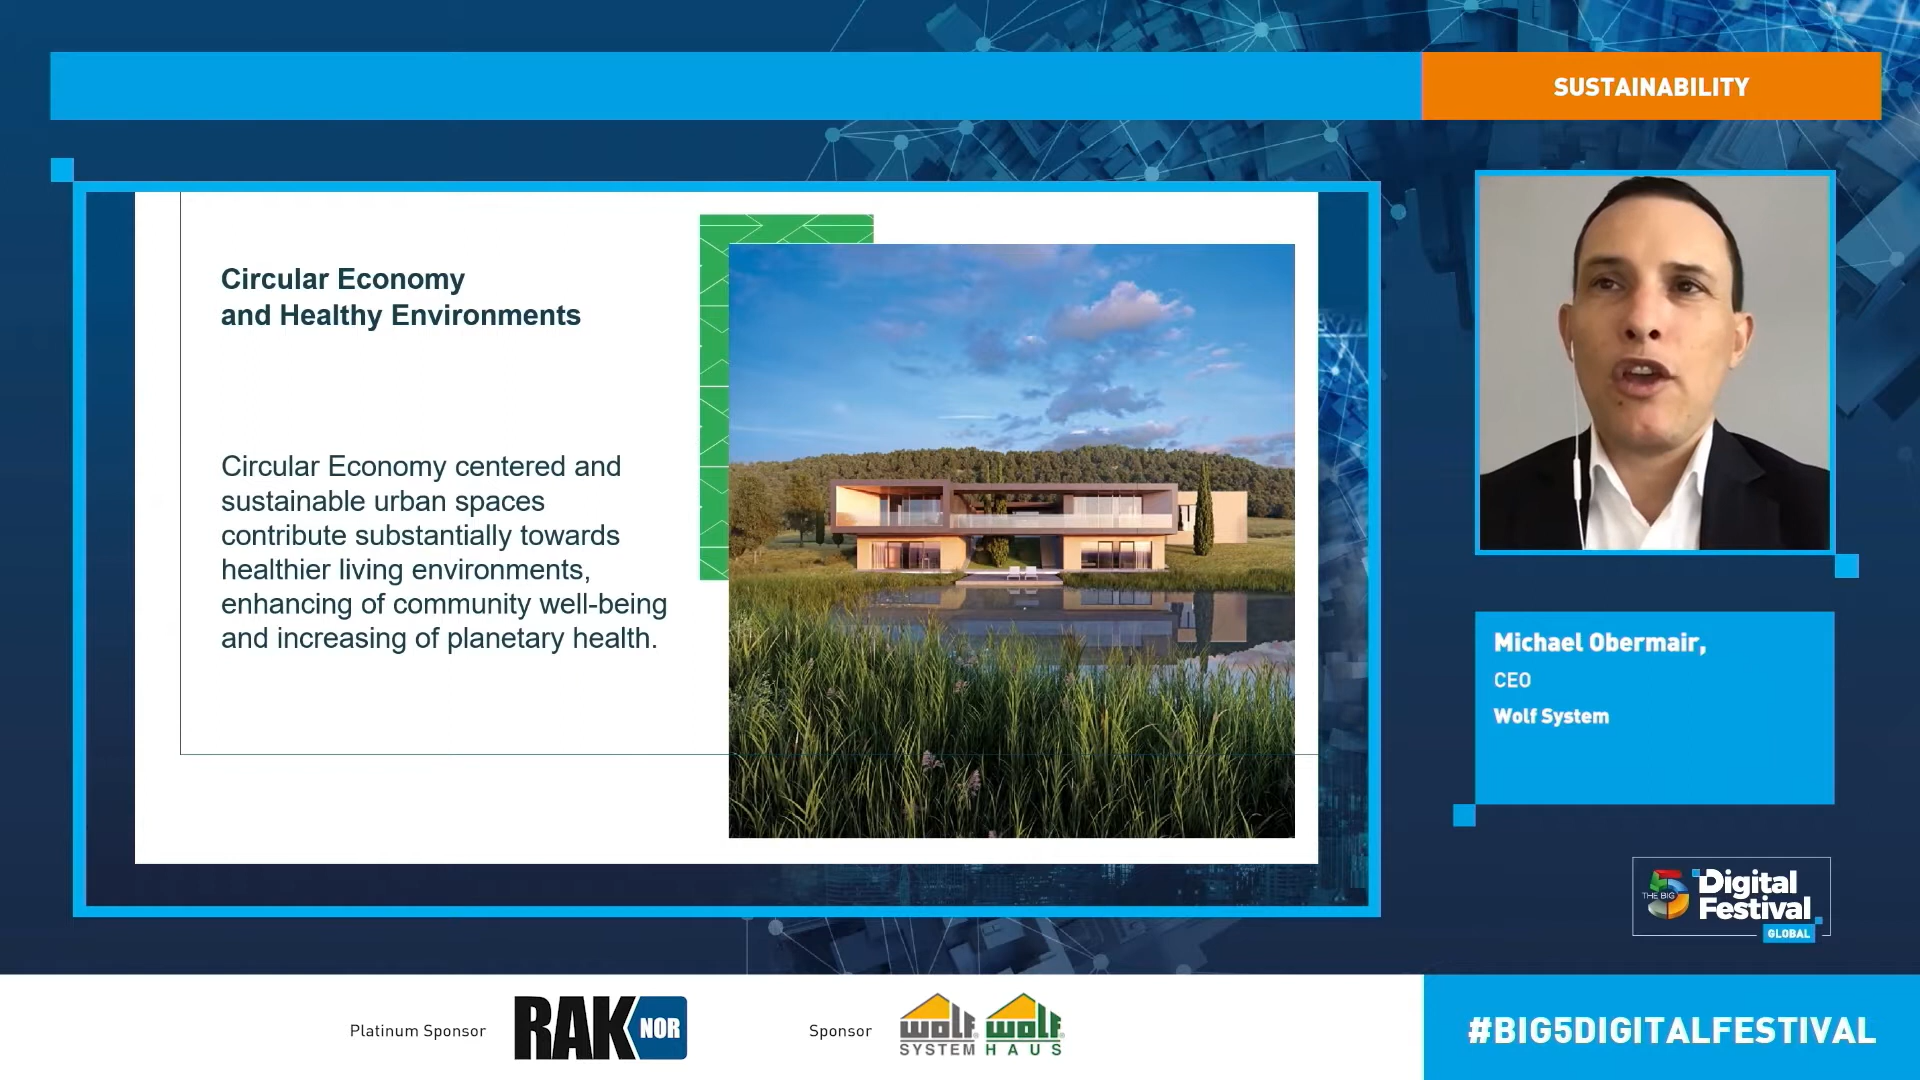 SUSTAINABILITY
Circular Economy
and Healthy Environments
Circular Economy centered and
sustainable urban spaces
contribute substantially towards
healthier living environments,
enhancing of community well-being
and increasing of planetary health.
Michael Obermair,
CEO
Wolf System
THE BIG 5
Digital
Festival
GLOBAL
Platinum Sponsor
RAK NOR
Sponsor
wolf
SYSTEM
wolf
HAUS
#BIG5DIGITALFESTIVAL